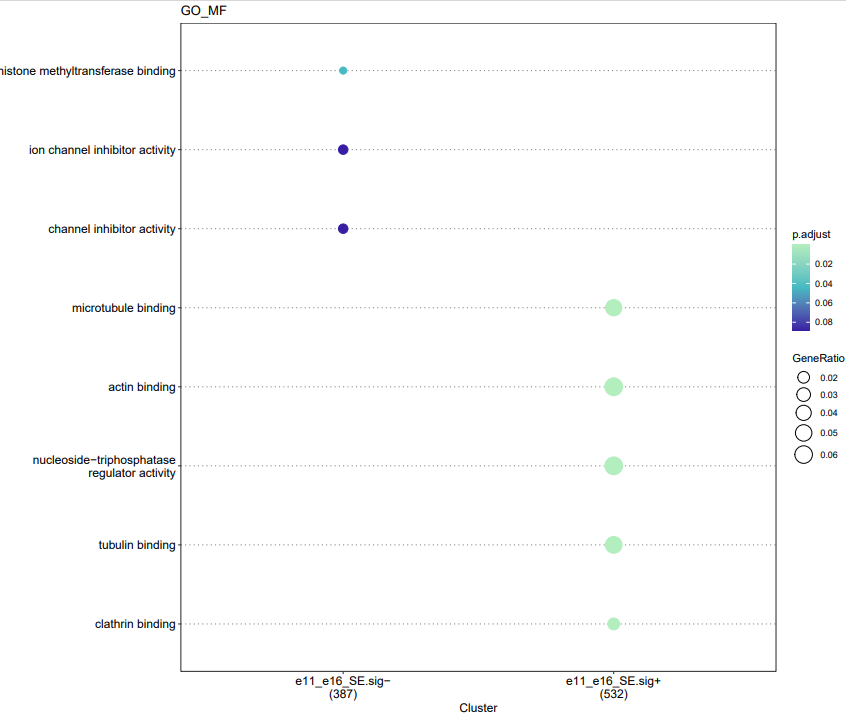 GO_MF
histone methyltransferase binding
ion channel inhibitor activity
channel inhibitor activity
microtubule binding
actin binding
nucleoside−triphosphatase
regulator activity
tubulin binding
clathrin binding
e11_e16_SE.sig−
(387)
e11_e16_SE.sig+
(532)
Cluster
p.adjust
0.02
0.04
0.06
0.08
GeneRatio
0.02
0.03
0.04
0.05
0.06